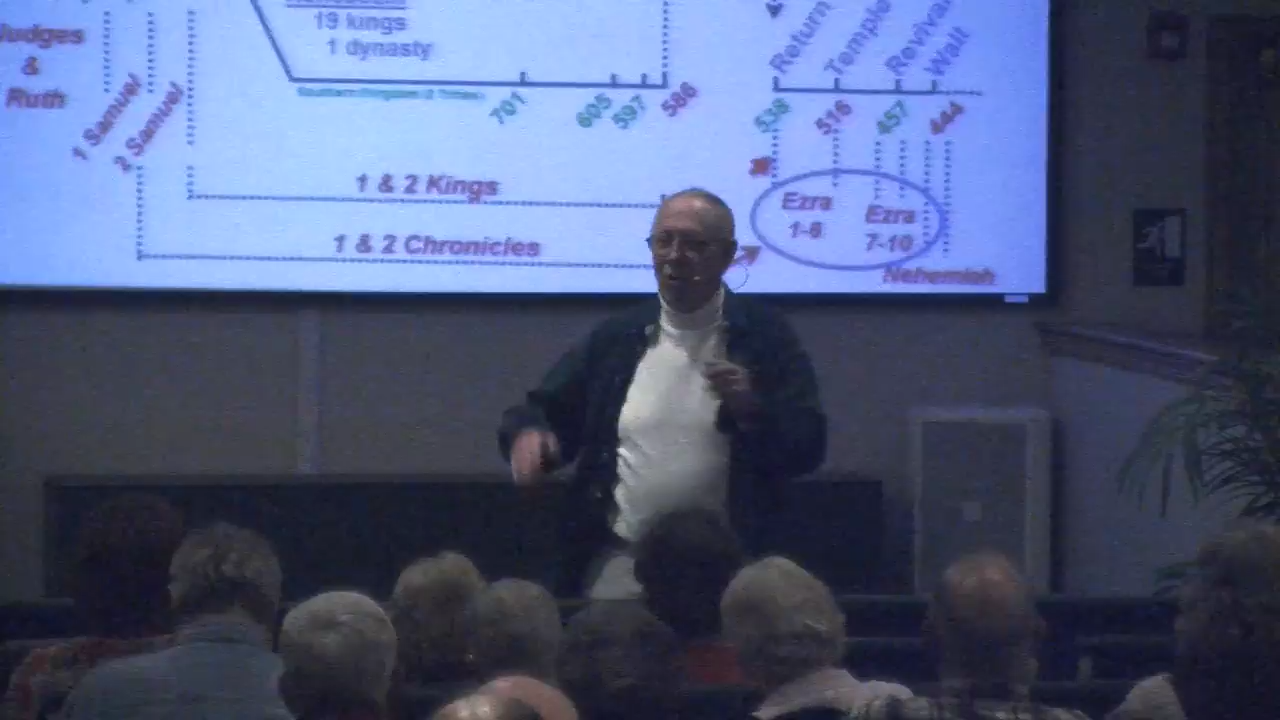 19 kings
1 dynasty
Judges
&
Ruth
1 Samuel
2 Samuel
701
605
597
586
Return
Temple
Revival
Wall
538
516
457
444
1 & 2 Kings
1 & 2 Chronicles
Ezra
1-6
Ezra
7-10
Nehemiah